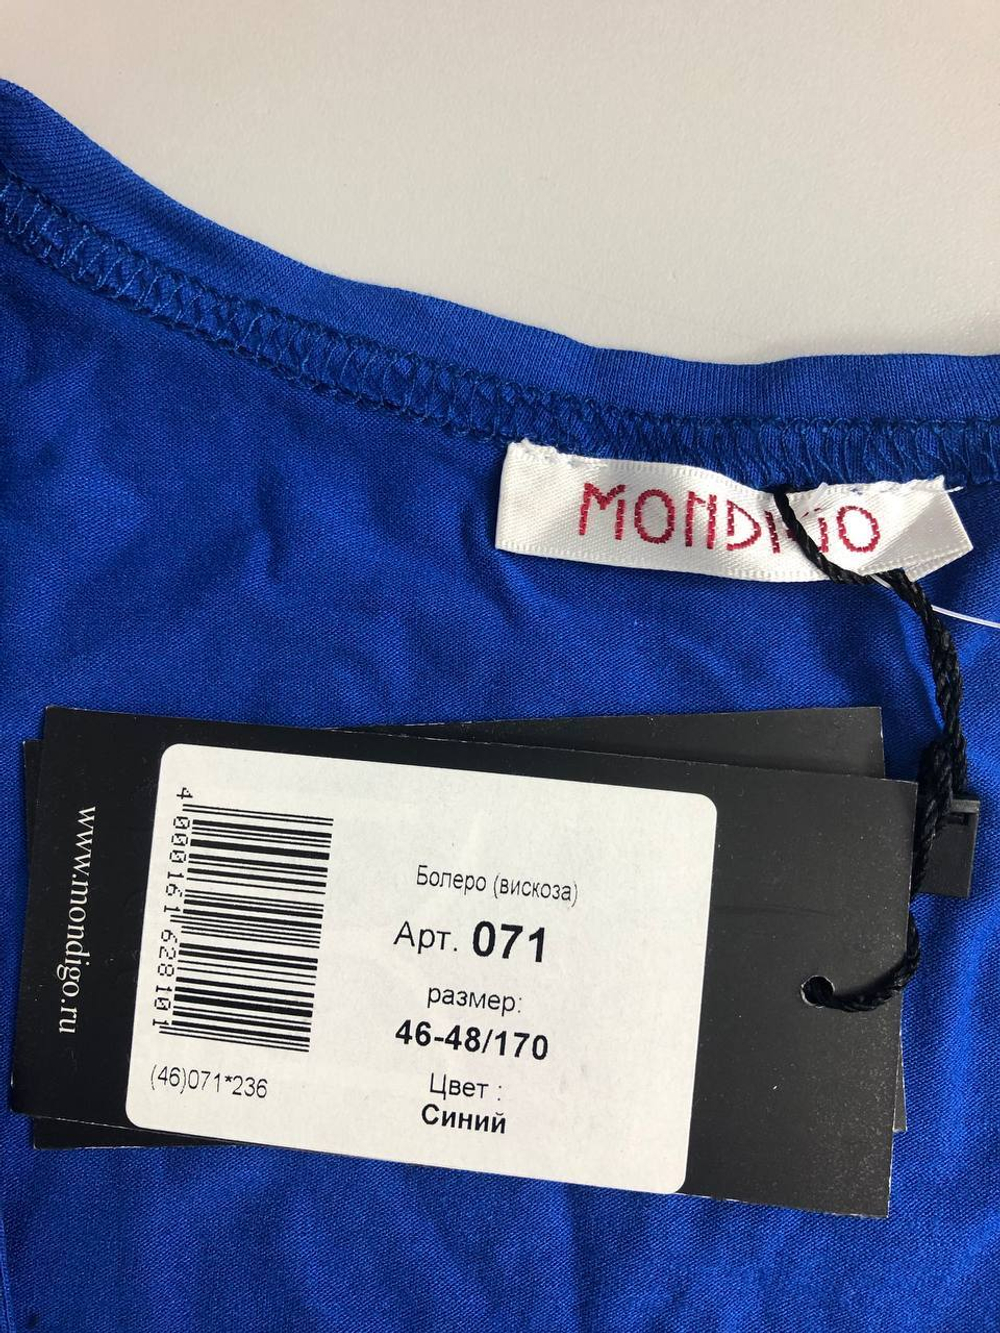 MONDIGO
www.mondigo.ru
4 000161 628101
(46)071*236
Болеро (вискоза)
Арт. 071
размер:
46-48/170
Цвет :
Синий